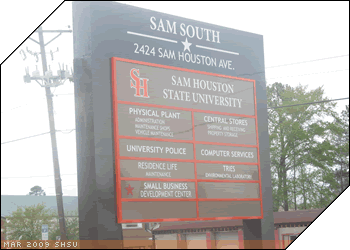 SAM SOUTH
2424 SAM HOUSTON AVE.
SH
SAM HOUSTON
STATE UNIVERSITY
PHYSICAL PLANT
ADMINISTRATION
MAINTENANCE SHOPS
VEHICLE MAINTENANCE
CENTRAL STORES
SHIPPING AND RECEIVING
PROPERTY STORAGE
UNIVERSITY POLICE
COMPUTER SERVICES
RESIDENCE LIFE
MAINTENANCE
TRIES
ENVIRONMENTAL LABORATORIES
SMALL BUSINESS
DEVELOPMENT CENTER
MAR 2009 SHSU